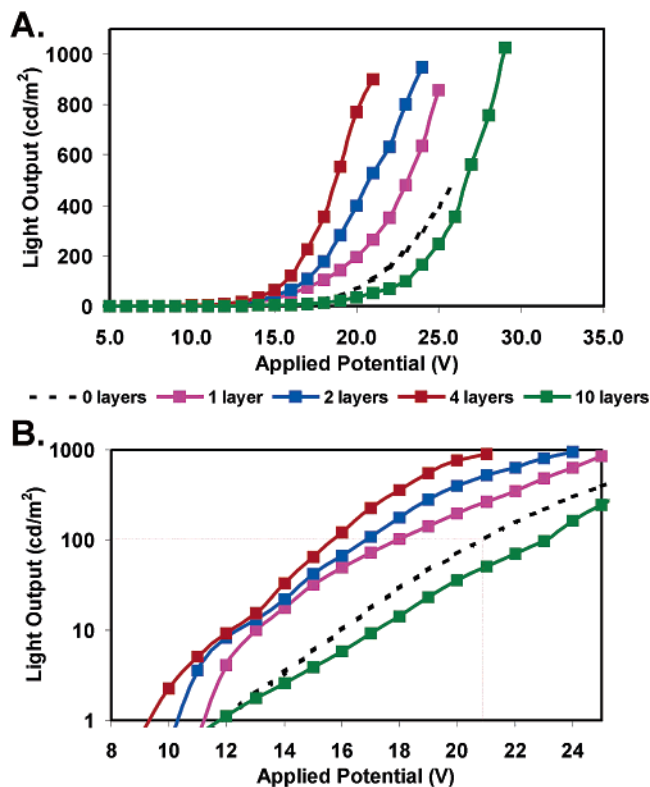 A.
Light Output (cd/m²)
1000
800
600
400
200
0
5.0 10.0 15.0 20.0 25.0 30.0 35.0
Applied Potential (V)
0 layers 1 layer 2 layers 4 layers 10 layers
B.
Light Output (cd/m²)
1000
100
10
1
8 10 12 14 16 18 20 22 24
Applied Potential (V)